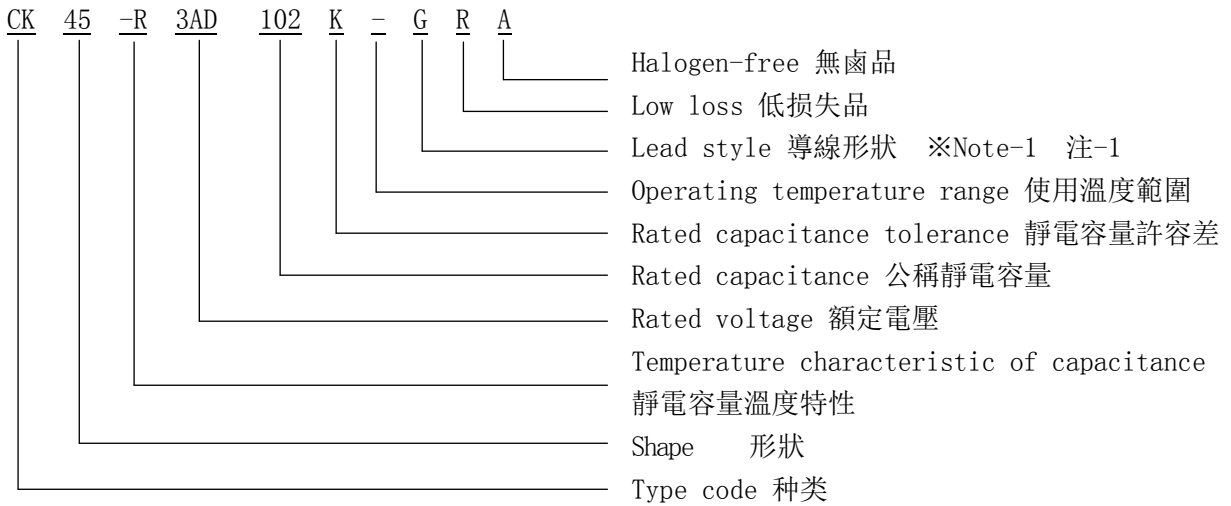 CK 45 -R 3AD 102 K - G R A
Halogen-free 無鹵品
Low loss 低损失品
Lead style 導線形狀 ※Note-1 注-1
Operating temperature range 使用溫度範圍
Rated capacitance tolerance 靜電容量許容差
Rated capacitance 公稱靜電容量
Rated voltage 額定電壓
Temperature characteristic of capacitance
靜電容量溫度特性
Shape 形狀
Type code 种类